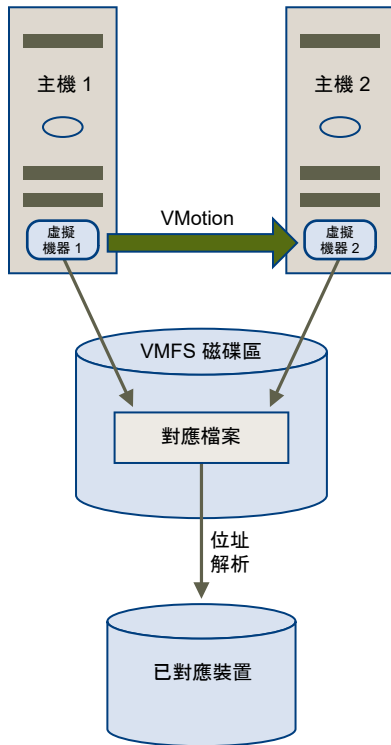 主機 1
主機 2
虛擬
機器 1
VMotion
虛擬
機器 2
VMFS 磁碟區
對應檔案
位址
解析
已對應裝置